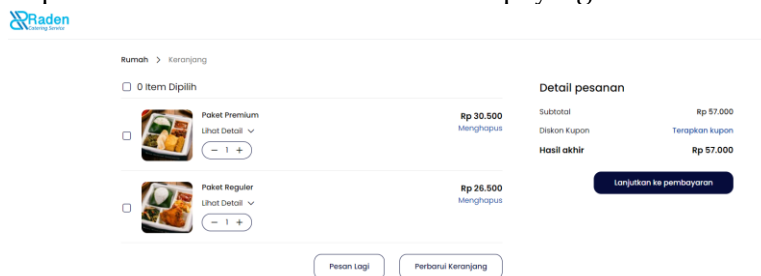 Raden
Catering Service
Rumah > Keranjang
0 Item Dipilih
Paket Premium
Lihat Detail
- 1 +
Rp 30.500
Menghapus
Paket Reguler
Lihat Detail
- 1 +
Rp 26.500
Menghapus
Pesan Lagi
Perbarui Keranjang
Detail pesanan
Subtotal Rp 57.000
Diskon Kupon Terapkan kupon
Hasil akhir Rp 57.000
Lanjutkan ke pembayaran